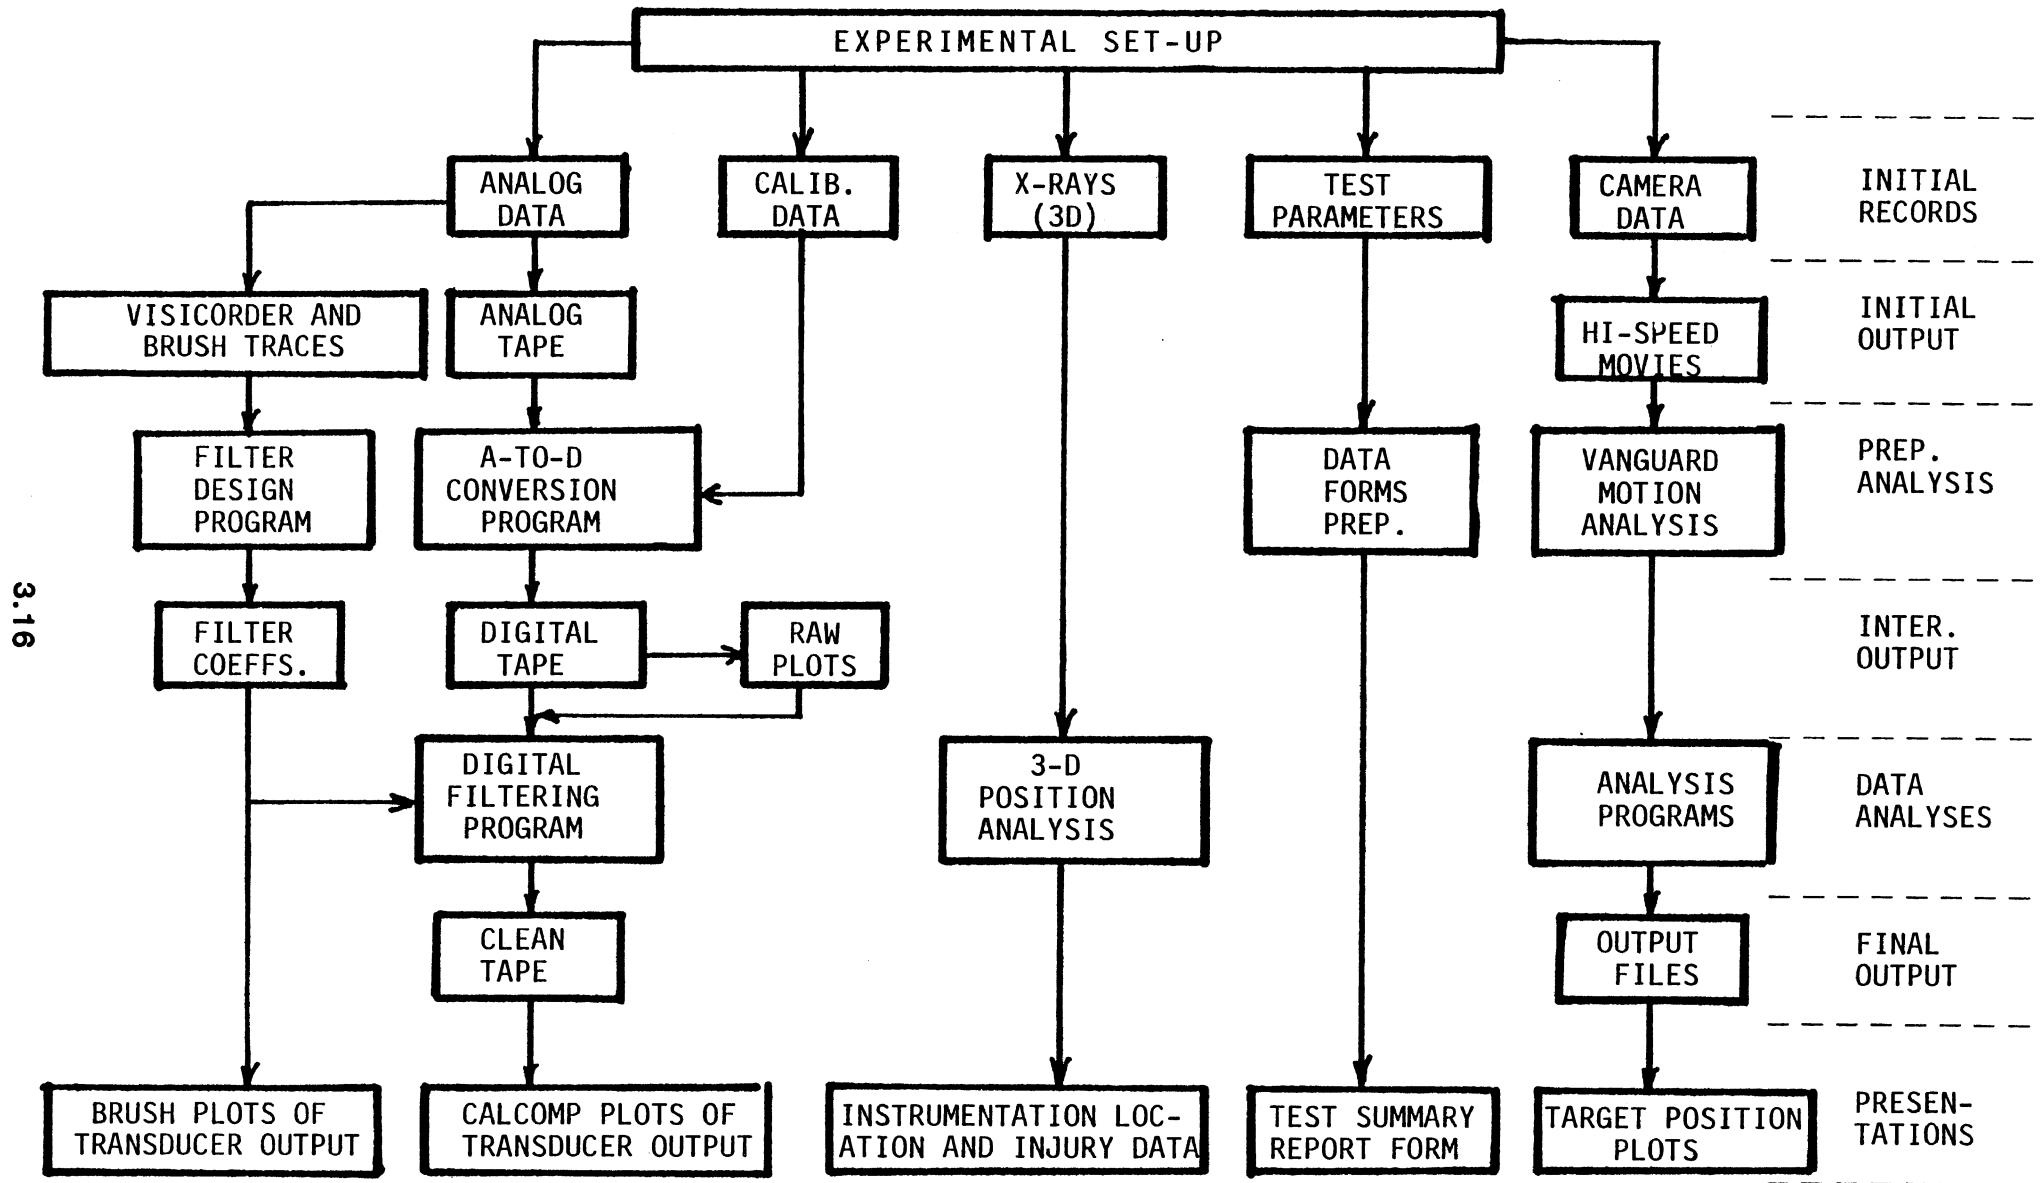 EXPERIMENTAL SET-UP
ANALOG
DATA
CALIB.
DATA
X-RAYS
(3D)
TEST
PARAMETERS
CAMERA
DATA
INITIAL
RECORDS
VISICORDER AND
BRUSH TRACES
ANALOG
TAPE
HI-SPEED
MOVIES
INITIAL
OUTPUT
FILTER
DESIGN
PROGRAM
A-TO-D
CONVERSION
PROGRAM
DATA
FORMS
PREP.
VANGUARD
MOTION
ANALYSIS
PREP.
ANALYSIS
3.16
FILTER
COEFFS.
DIGITAL
TAPE
RAW
PLOTS
INTER.
OUTPUT
DIGITAL
FILTERING
PROGRAM
3-D
POSITION
ANALYSIS
ANALYSIS
PROGRAMS
DATA
ANALYSES
CLEAN
TAPE
OUTPUT
FILES
FINAL
OUTPUT
BRUSH PLOTS OF
TRANSDUCER OUTPUT
CALCOMP PLOTS OF
TRANSDUCER OUTPUT
INSTRUMENTATION LOC-
ATION AND INJURY DATA
TEST SUMMARY
REPORT FORM
TARGET POSITION
PLOTS
PRESEN-
TATIONS